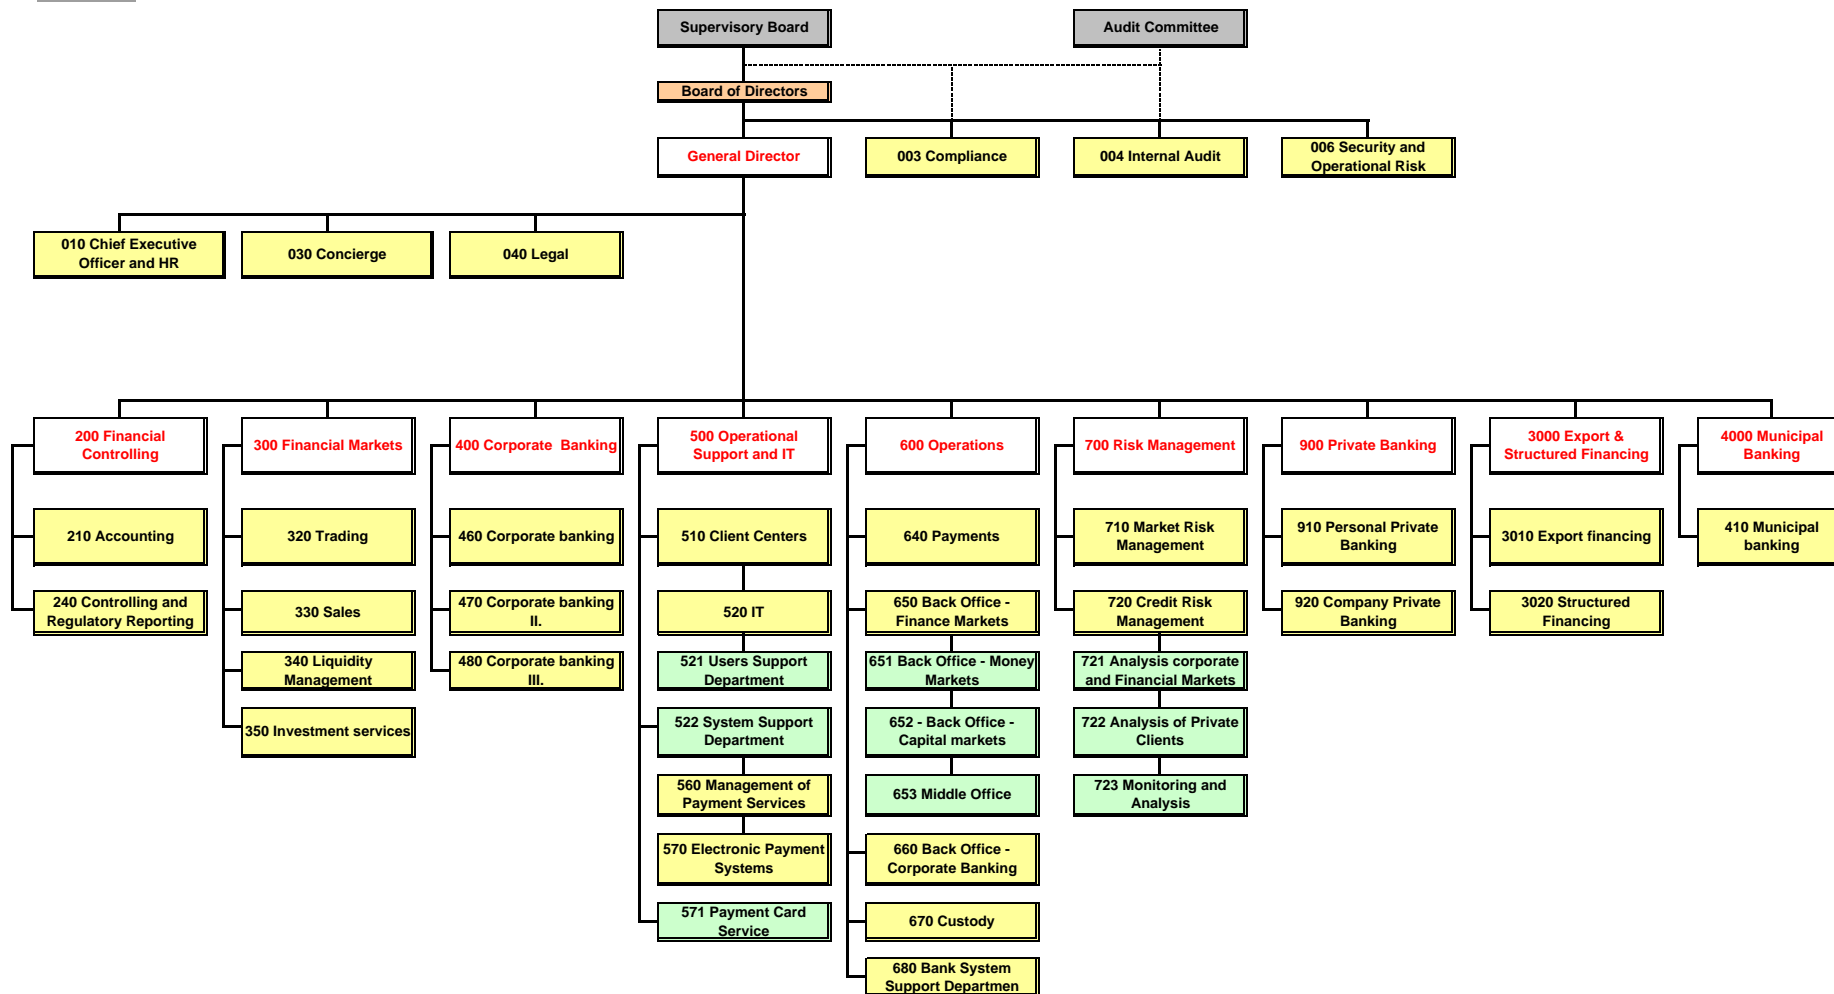 Supervisory Board
Audit Committee
Board of Directors
General Director
003 Compliance
004 Internal Audit
006 Security and
Operational Risk
010 Chief Executive
Officer and HR
030 Concierge
040 Legal
200 Financial
Controlling
300 Financial Markets
400 Corporate  Banking
500 Operational
Support and IT
600 Operations
700 Risk Management
900 Private Banking
3000 Export &
Structured Financing
4000 Municipal
Banking
210 Accounting
320 Trading
460 Corporate banking
510 Client Centers
640 Payments
710 Market Risk
Management
910 Personal Private
Banking
3010 Export financing
410 Municipal
banking
240 Controlling and
Regulatory Reporting
330 Sales
470 Corporate banking
II.
520 IT
650 Back Office -
Finance Markets
720 Credit Risk
Management
920 Company Private
Banking
3020 Structured
Financing
340 Liquidity
Management
480 Corporate banking
III.
521 Users Support
Department
651 Back Office - Money
Markets
721 Analysis corporate
and Financial Markets
350 Investment services
522 System Support
Department
652 - Back Office -
Capital markets
722 Analysis of Private
Clients
560 Management of
Payment Services
653 Middle Office
723 Monitoring and
Analysis
570 Electronic Payment
Systems
660 Back Office -
Corporate Banking
571 Payment Card
Service
670 Custody
680 Bank System
Support Departmen